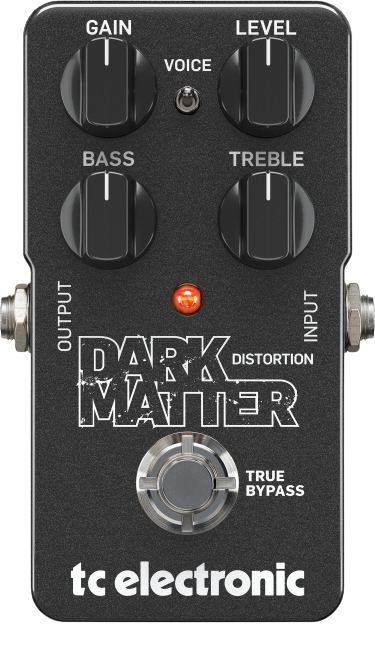 GAIN
LEVEL
VOICE
BASS
TREBLE
OUTPUT
INPUT
DARK
MATTER
DISTORTION
TRUE
BYPASS
tc electronic